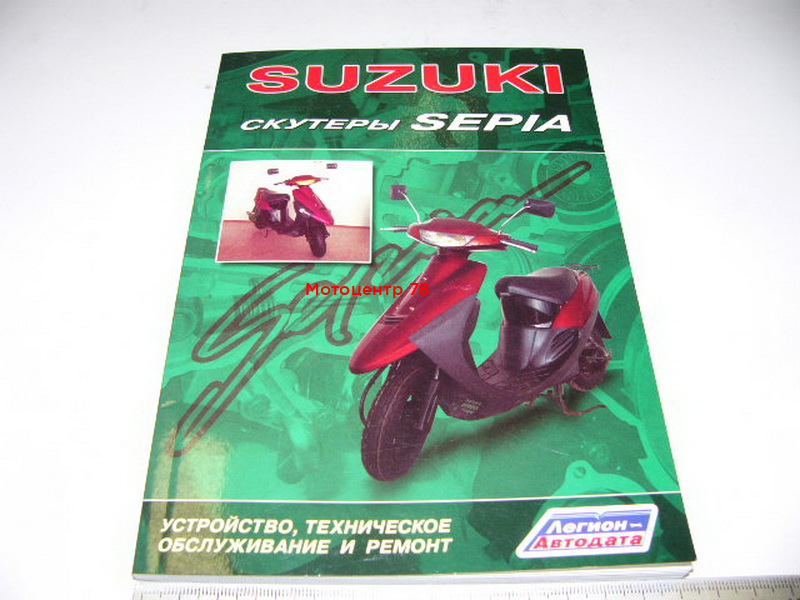 SUZUKI
СКУТЕРЫ SEPIA
Мотоцентр 78
УСТРОЙСТВО, ТЕХНИЧЕСКОЕ
ОБСЛУЖИВАНИЕ И РЕМОНТ
Легион-
Автодата